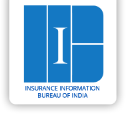 I
INSURANCE INFORMATION
BUREAU OF INDIA